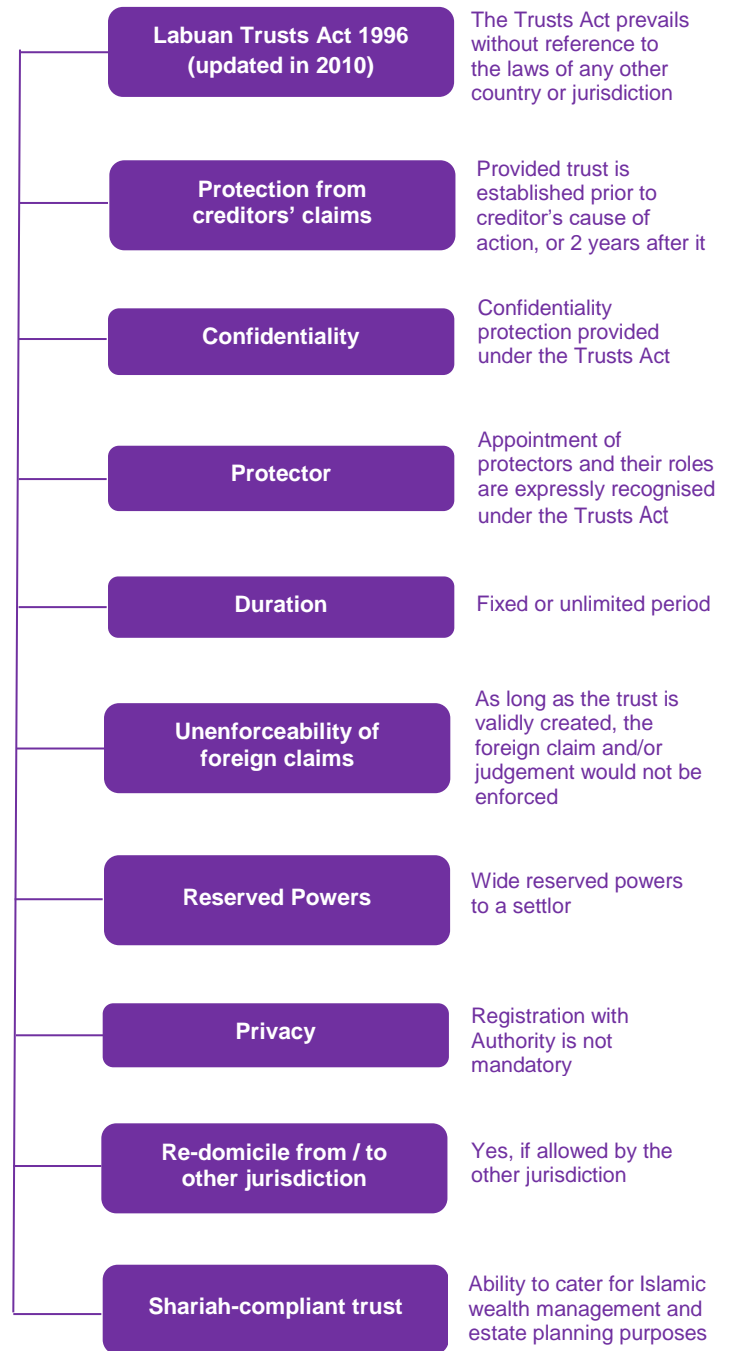 Labuan Trusts Act 1996
(updated in 2010)
The Trusts Act prevails
without reference to
the laws of any other
country or jurisdiction
Protection from
creditors’ claims
Provided trust is
established prior to
creditor’s cause of
action, or 2 years after it
Confidentiality
Confidentiality
protection provided
under the Trusts Act
Protector
Appointment of
protectors and their roles
are expressly recognised
under the Trusts Act
Duration
Fixed or unlimited period
Unenforceability of
foreign claims
As long as the trust is
validly created, the
foreign claim and/or
judgement would not be
enforced
Reserved Powers
Wide reserved powers
to a settlor
Privacy
Registration with
Authority is not
mandatory
Re-domicile from / to
other jurisdiction
Yes, if allowed by the
other jurisdiction
Shariah-compliant trust
Ability to cater for Islamic
wealth management and
estate planning purposes